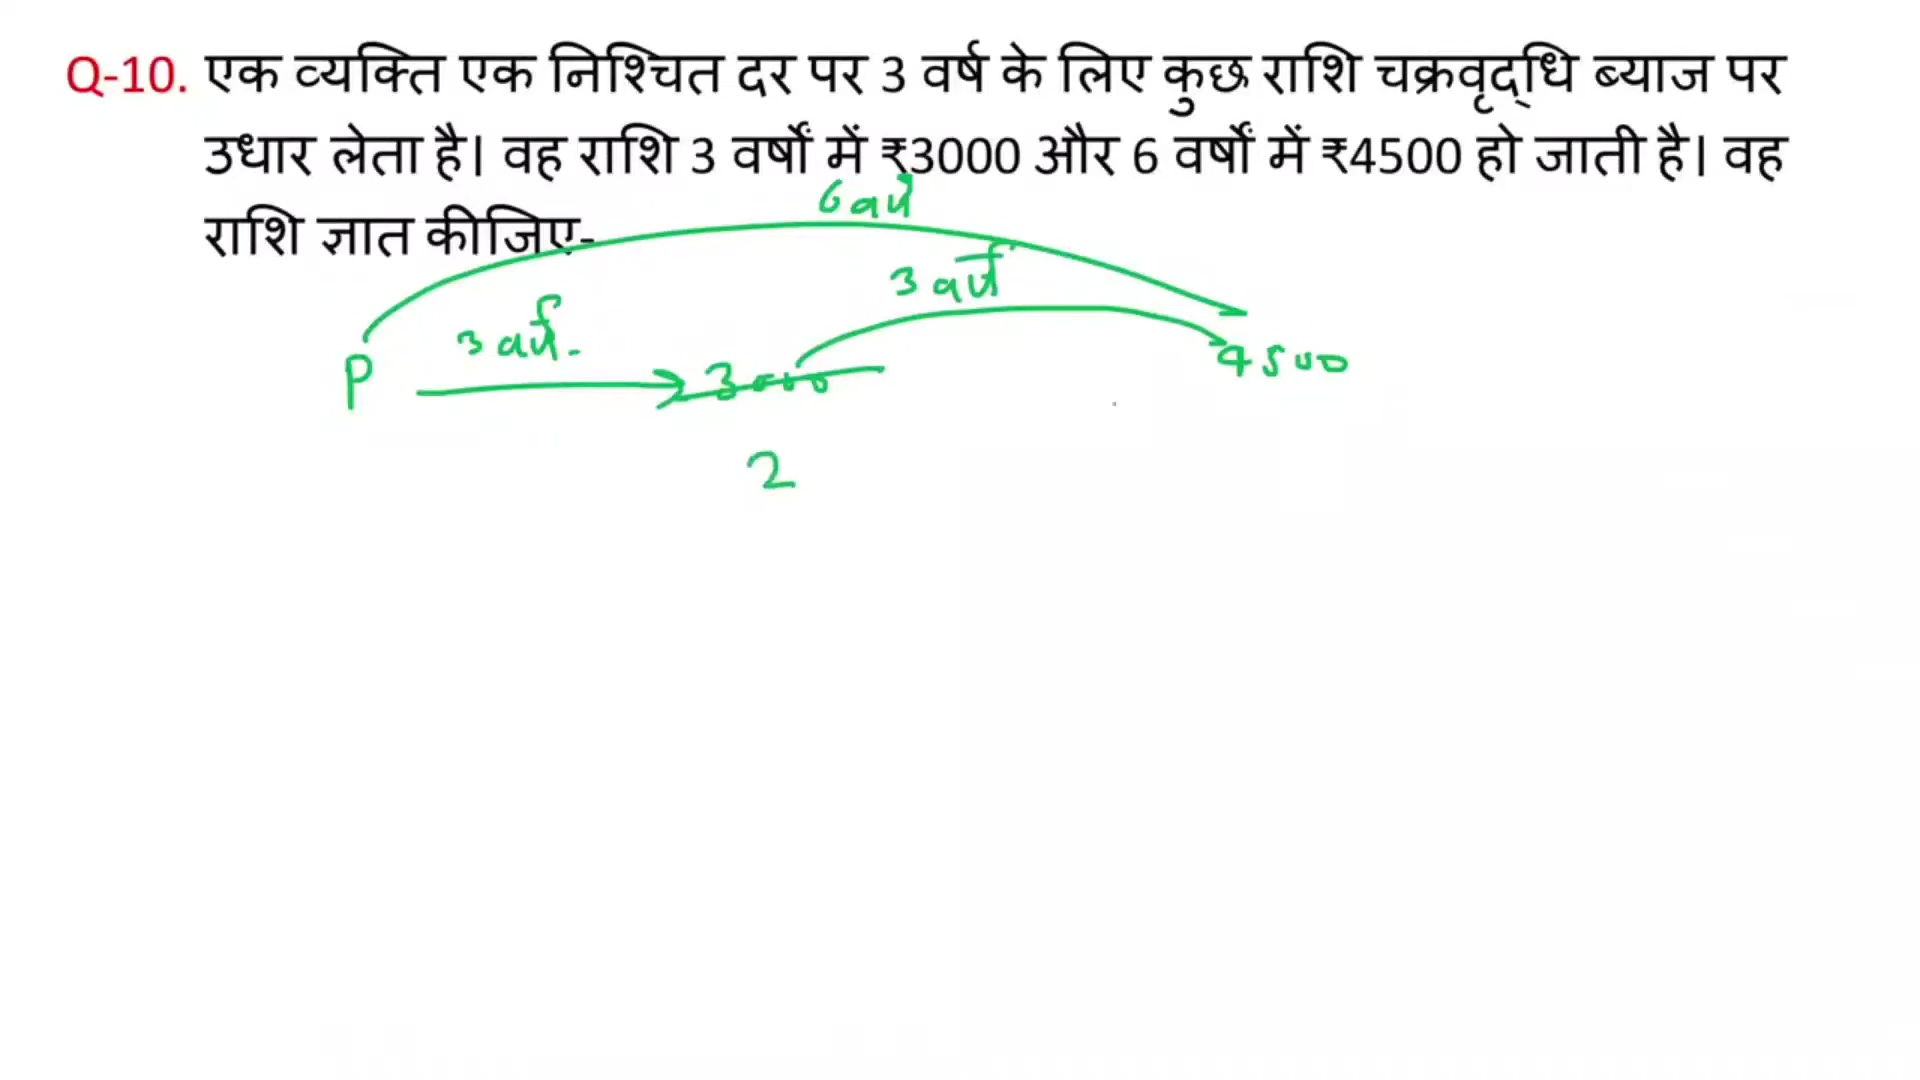 Q-10. एक व्यक्ति एक निश्चित दर पर 3 वर्ष के लिए कुछ राशि चक्रवृद्धि ब्याज पर
उधार लेता है। वह राशि 3 वर्षों में ₹3000 और 6 वर्षों में ₹4500 हो जाती है। वह
राशि ज्ञात कीजिए-
6 वर्ष
3 वर्ष
3 वर्ष.
P 3000 4500
2